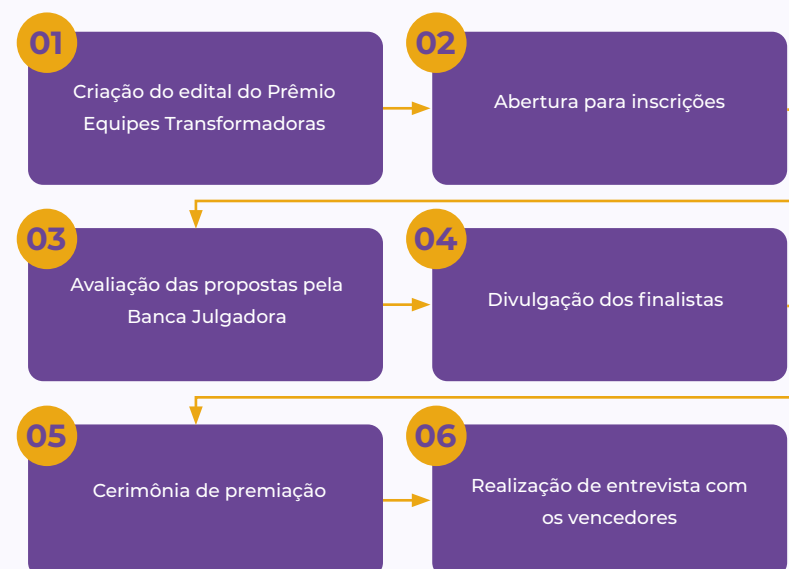 01
Criação do edital do Prêmio
Equipes Transformadoras
02
Abertura para inscrições
03
Avaliação das propostas pela
Banca Julgadora
04
Divulgação dos finalistas
05
Cerimônia de premiação
06
Realização de entrevista com
os vencedores